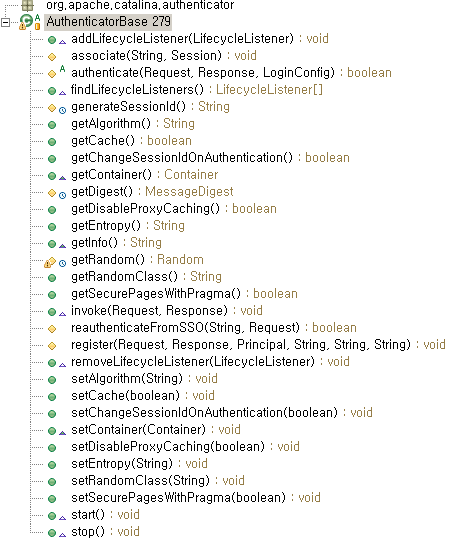 org.apache.catalina.authenticator
AuthenticatorBase 279
addLifecycleListener(LifecycleListener) : void
associate(String, Session) : void
A authenticate(Request, Response, LoginConfig) : boolean
findLifecycleListeners() : LifecycleListener[]
generateSessionId() : String
getAlgorithm() : String
getCache() : boolean
getChangeSessionIdOnAuthentication() : boolean
getContainer() : Container
getDigest() : MessageDigest
getDisableProxyCaching() : boolean
getEntropy() : String
getInfo() : String
getRandom() : Random
getRandomClass() : String
getSecurePagesWithPragma() : boolean
invoke(Request, Response) : void
reauthenticateFromSSO(String, Request) : boolean
register(Request, Response, Principal, String, String, String) : void
removeLifecycleListener(LifecycleListener) : void
setAlgorithm(String) : void
setCache(boolean) : void
setChangeSessionIdOnAuthentication(boolean) : void
setContainer(Container) : void
setDisableProxyCaching(boolean) : void
setEntropy(String) : void
setRandomClass(String) : void
setSecurePagesWithPragma(boolean) : void
start() : void
stop() : void